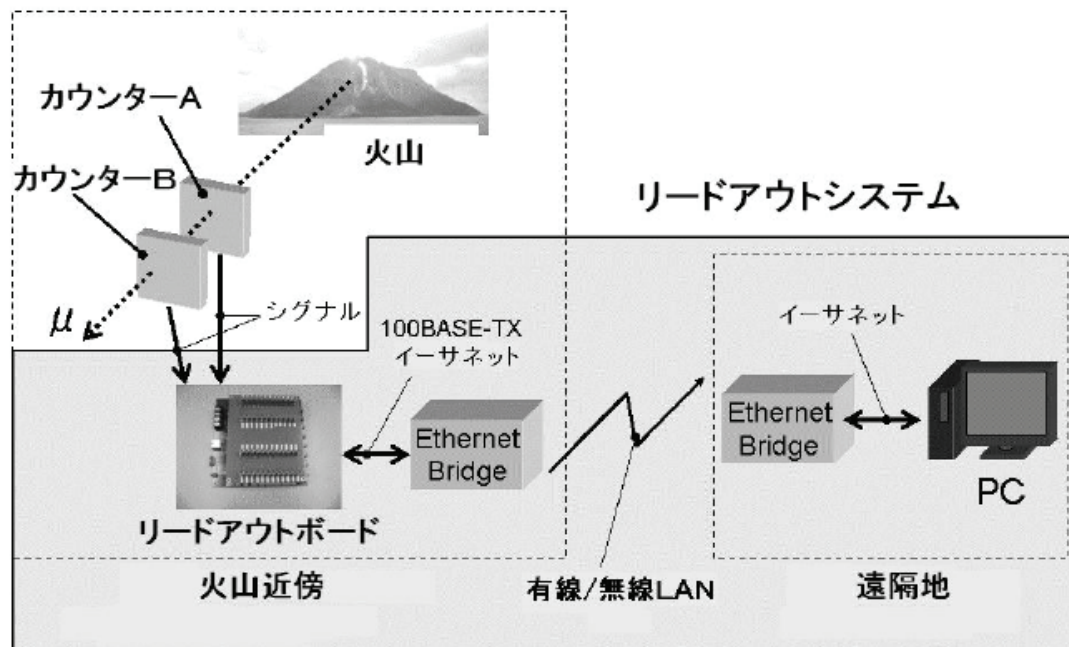 カウンターA
火山
カウンターB
リードアウトシステム
μ
シグナル
100BASE-TX
イーサネット
イーサネット
Ethernet
Bridge
Ethernet
Bridge
PC
リードアウトボード
火山近傍
有線/無線LAN
遠隔地